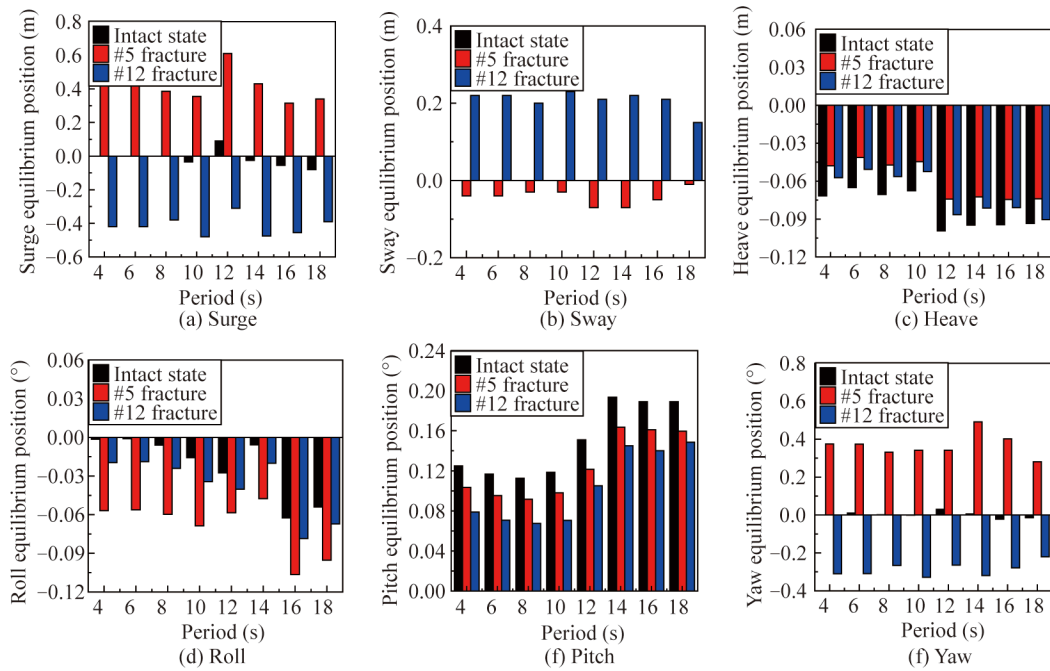 Surge equilibrium position (m)
0.8
0.6
0.4
0.2
0.0
−0.2
−0.4
−0.6
Intact state
#5 fracture
#12 fracture
4 6 8 10 12 14 16 18
Period (s)
(a) Surge
Sway equilibrium position (m)
0.4
0.2
0.0
−0.2
Intact state
#5 fracture
#12 fracture
4 6 8 10 12 14 16 18
Period (s)
(b) Sway
Heave equilibrium position (m)
0.06
0.03
0.00
−0.03
−0.06
−0.09
−0.12
Intact state
#5 fracture
#12 fracture
4 6 8 10 12 14 16 18
Period (s)
(c) Heave
Roll equilibrium position (°)
0.06
0.03
0.00
−0.03
−0.06
−0.09
−0.12
Intact state
#5 fracture
#12 fracture
4 6 8 10 12 14 16 18
Period (s)
(d) Roll
Pitch equilibrium position (°)
0.24
0.20
0.16
0.12
0.08
0.04
0.00
Intact state
#5 fracture
#12 fracture
4 6 8 10 12 14 16 18
Period (s)
(f) Pitch
Yaw equilibrium position (°)
0.8
0.6
0.4
0.2
0.0
−0.2
−0.4
Intact state
#5 fracture
#12 fracture
4 6 8 10 12 14 16 18
Period (s)
(f) Yaw